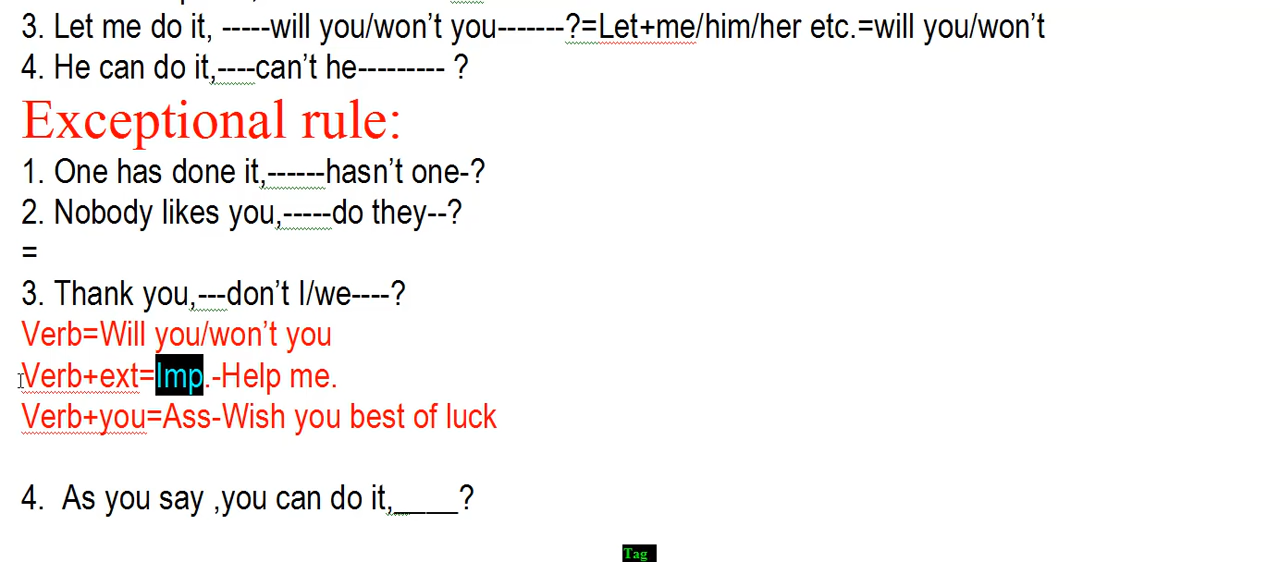 3. Let me do it, -----will you/won’t you-------?=Let+me/him/her etc.=will you/won’t
4. He can do it,----can’t he--------- ?
Exceptional rule:
1. One has done it,------hasn’t one-?
2. Nobody likes you,-----do they--?
=
3. Thank you,---don’t I/we----?
Verb=Will you/won’t you
Verb+ext=Imp.-Help me.
Verb+you=Ass-Wish you best of luck
4.  As you say ,you can do it,____?
Tag